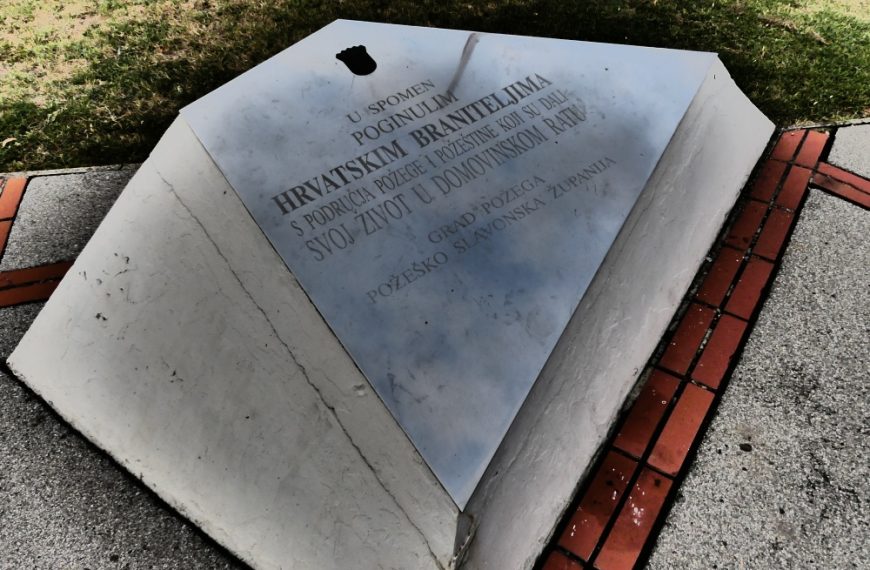 U SPOMEN
POGINULIM
HRVATSKIM BRANITELJIMA
S PODRUČJA POŽEGE I POŽEŠTINE KOJI SU DALI
SVOJ ŽIVOT U DOMOVINSKOM RATU
GRAD POŽEGA
POŽEŠKO SLAVONSKA ŽUPANIJA